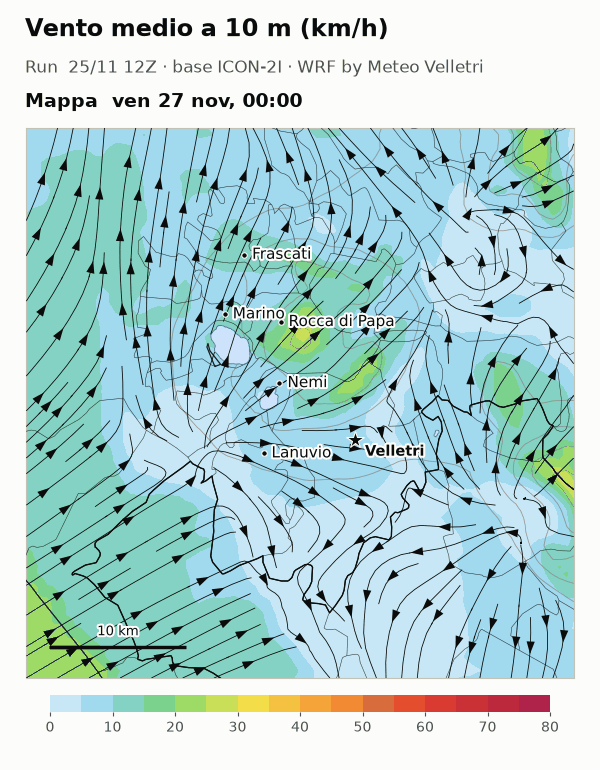 Vento medio a 10 m (km/h)
Run 25/11 12Z · base ICON-2I · WRF by Meteo Velletri
Mappa ven 27 nov, 00:00
Frascati
Marino
Rocca di Papa
Nemi
Velletri
Lanuvio
10 km
0 10 20 30 40 50 60 70 80